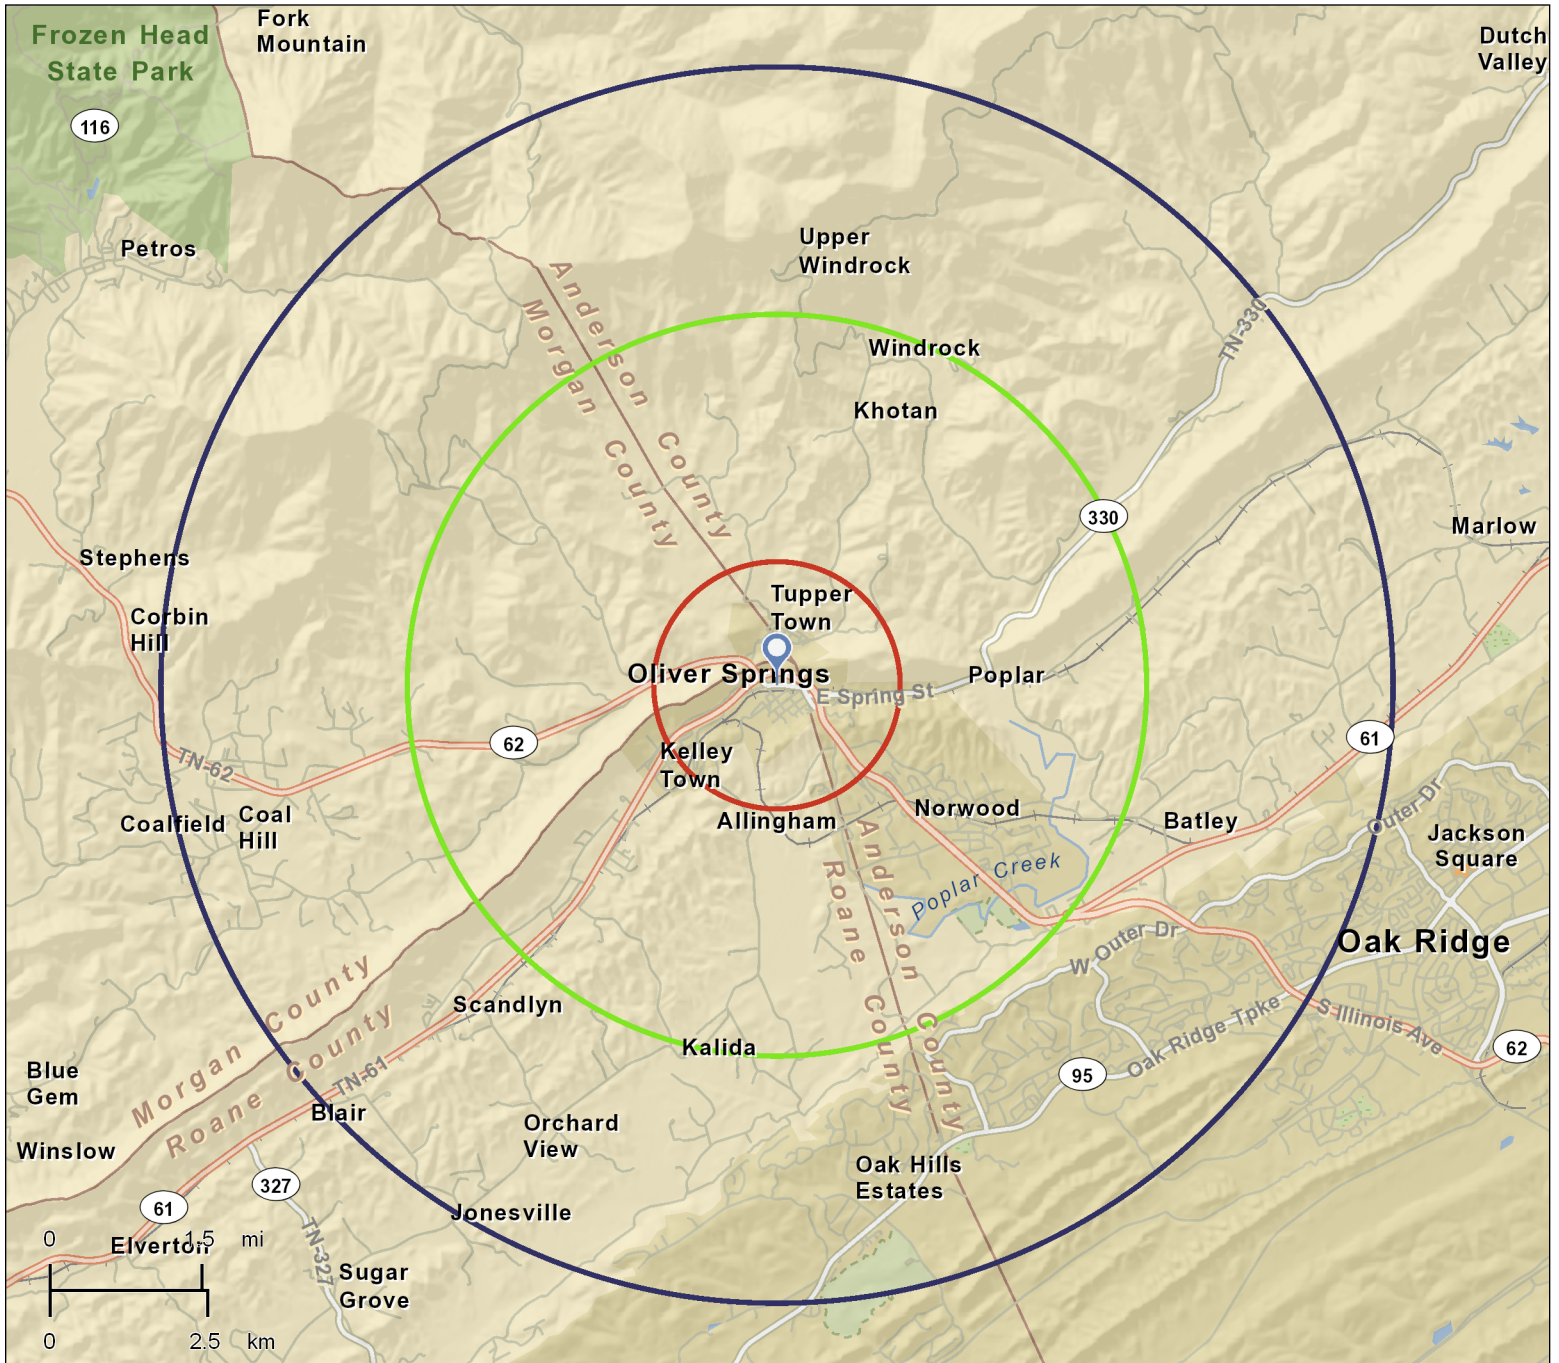 Frozen Head
State Park
Fork
Mountain
Dutch
Valley
116
Petros
Upper
Windrock
Anderson County
Morgan County
TN-330
Windrock
Khotan
330
Marlow
Stephens
Corbin
Hill
Tupper
Town
Oliver Springs
Poplar
E Spring St
62
61
TN-62
Kelley
Town
Coalfield
Coal
Hill
Allingham
Norwood
Batley
Outer Dr
Jackson
Square
Poplar Creek
Anderson County
Roane County
W Outer Dr
Oak Ridge
Scandlyn
Kalida
Morgan County
Roane County
TN-61
Oak Ridge Tpke
S Illinois Ave
62
95
Blue
Gem
Blair
Winslow
Orchard
View
Oak Hills
Estates
327
61
Jonesville
TN-327
Elverton
0 1.5 mi
Sugar
Grove
0 2.5 km